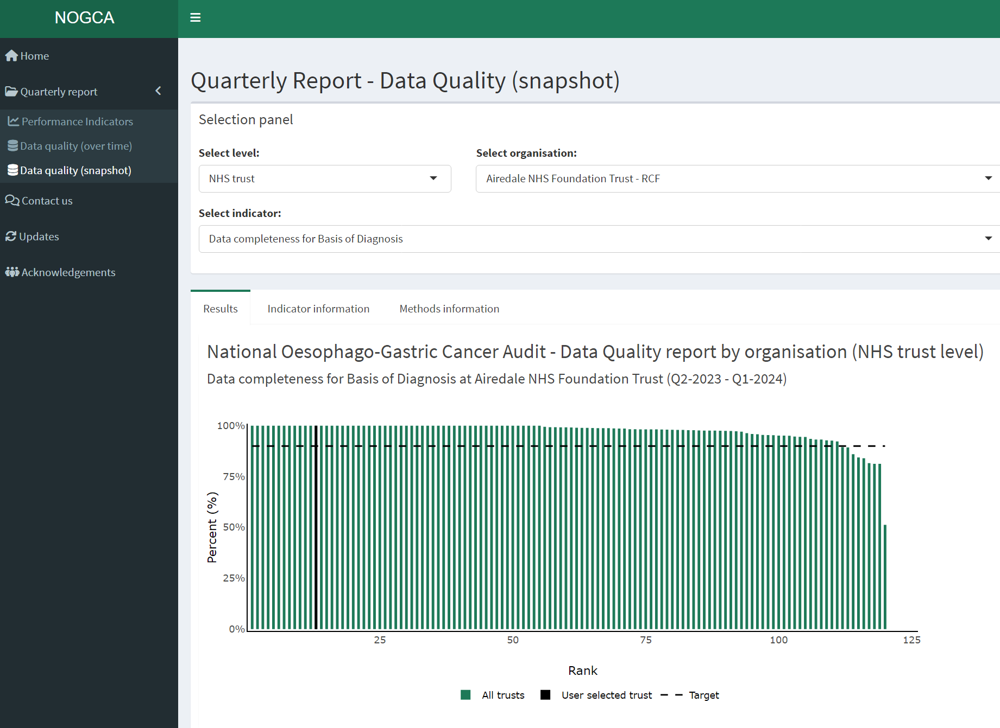 NOGCA
Home
Quarterly report
Performance Indicators
Data quality (over time)
Data quality (snapshot)
Contact us
Updates
Acknowledgements
Quarterly Report - Data Quality (snapshot)
Selection panel
Select level:
Select organisation:
NHS trust
Airedale NHS Foundation Trust - RCF
Select indicator:
Data completeness for Basis of Diagnosis
Results
Indicator information
Methods information
National Oesophago-Gastric Cancer Audit - Data Quality report by organisation (NHS trust level)
Data completeness for Basis of Diagnosis at Airedale NHS Foundation Trust (Q2-2023 - Q1-2024)
100%
75%
50%
25%
0%
Percent (%)
25
50
75
100
125
Rank
All trusts
User selected trust
Target